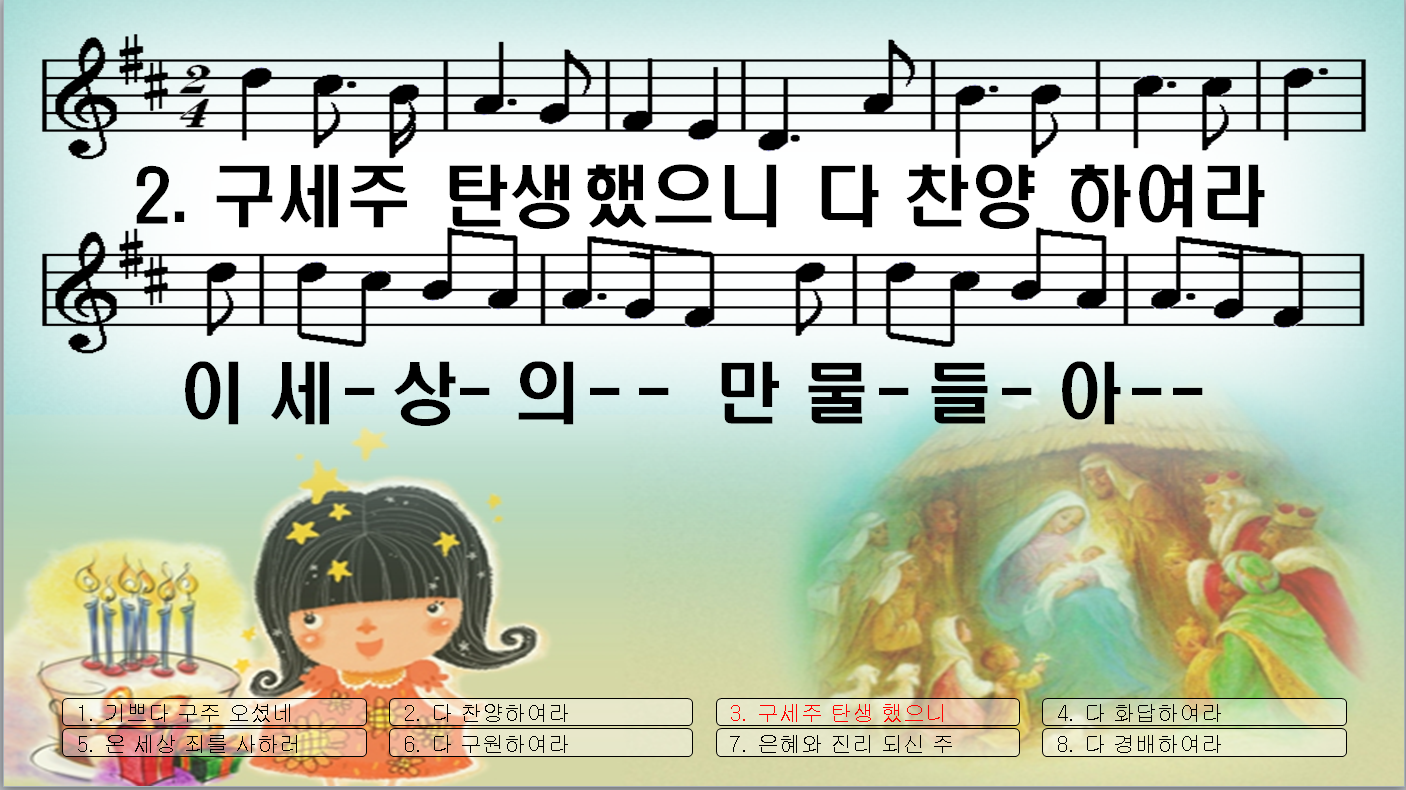 2. 구세주 탄생했으니 다 찬양 하여라
이 세-상-의-- 만 물-들-아--
1. 기쁘다 구주 오셨네 2. 다 찬양하여라 3. 구세주 탄생 했으니 4. 다 화답하여라
5. 온 세상 죄를 사하러 6. 다 구원하여라 7. 은혜와 진리 되신 주 8. 다 경배하여라